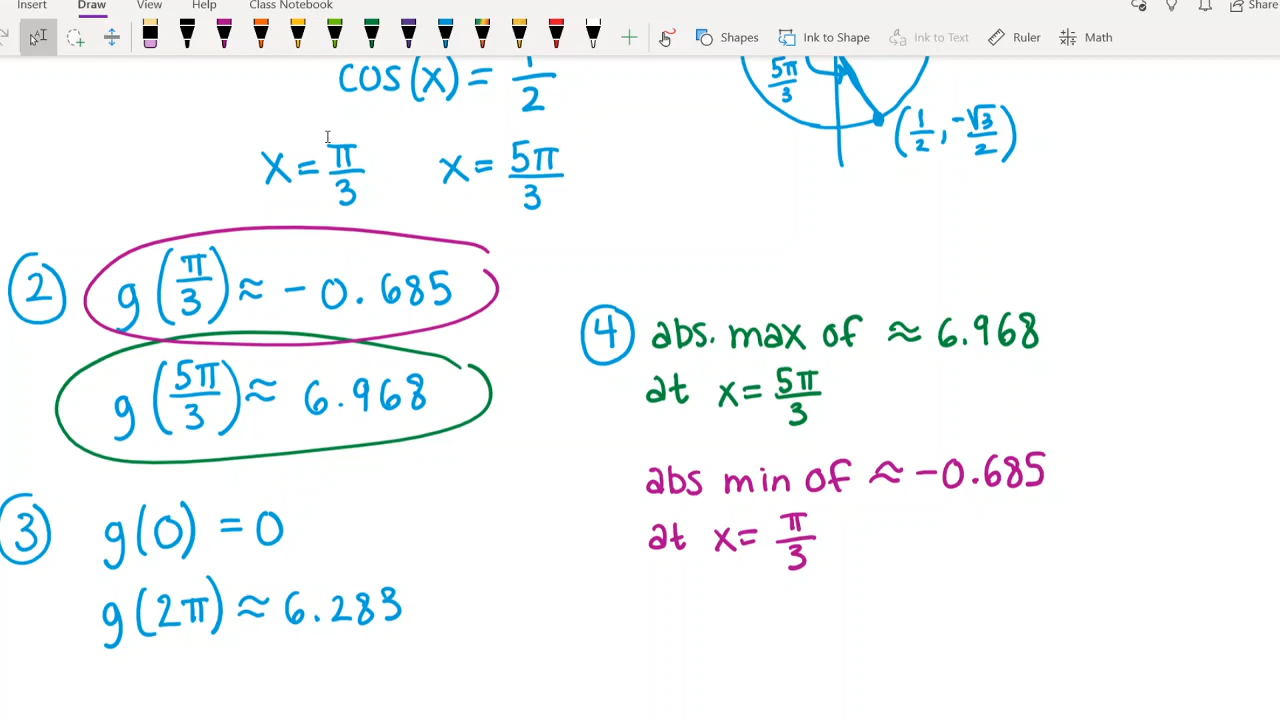 Insert Draw View Help Class Notebook Share
Shapes Ink to Shape Ink to Text Ruler Math
cos(x) = 1/2
5π/3
(1/2, -√3/2)
x = π/3 x = 5π/3
② g(π/3) ≈ -0.685
g(5π/3) ≈ 6.968
③ g(0) = 0
g(2π) ≈ 6.283
④ abs. max of ≈ 6.968
at x = 5π/3
abs min of ≈ -0.685
at x = π/3